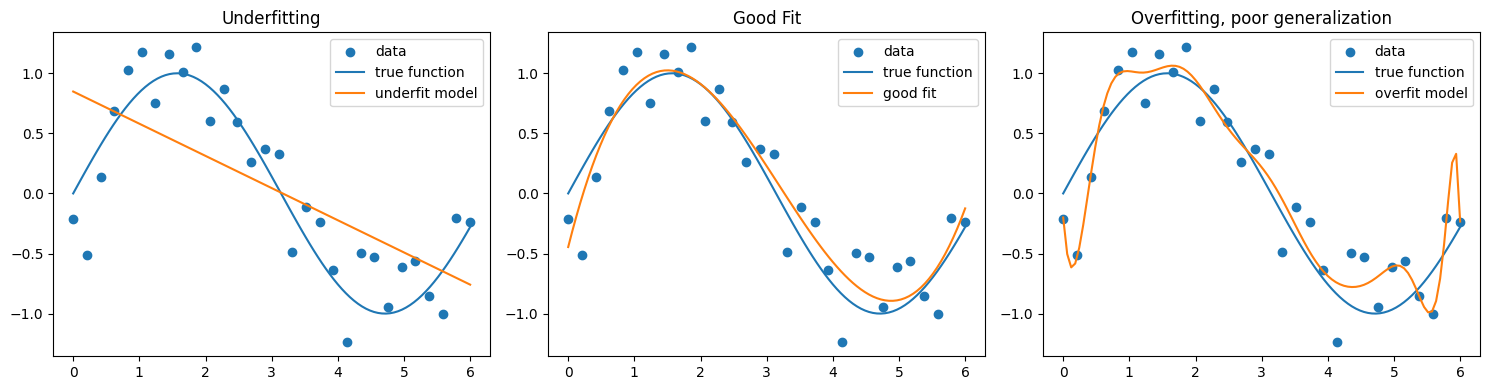 Underfitting
data
true function
underfit model
1.0
0.5
0.0
−0.5
−1.0
0 1 2 3 4 5 6
Good Fit
data
true function
good fit
1.0
0.5
0.0
−0.5
−1.0
0 1 2 3 4 5 6
Overfitting, poor generalization
data
true function
overfit model
1.0
0.5
0.0
−0.5
−1.0
0 1 2 3 4 5 6